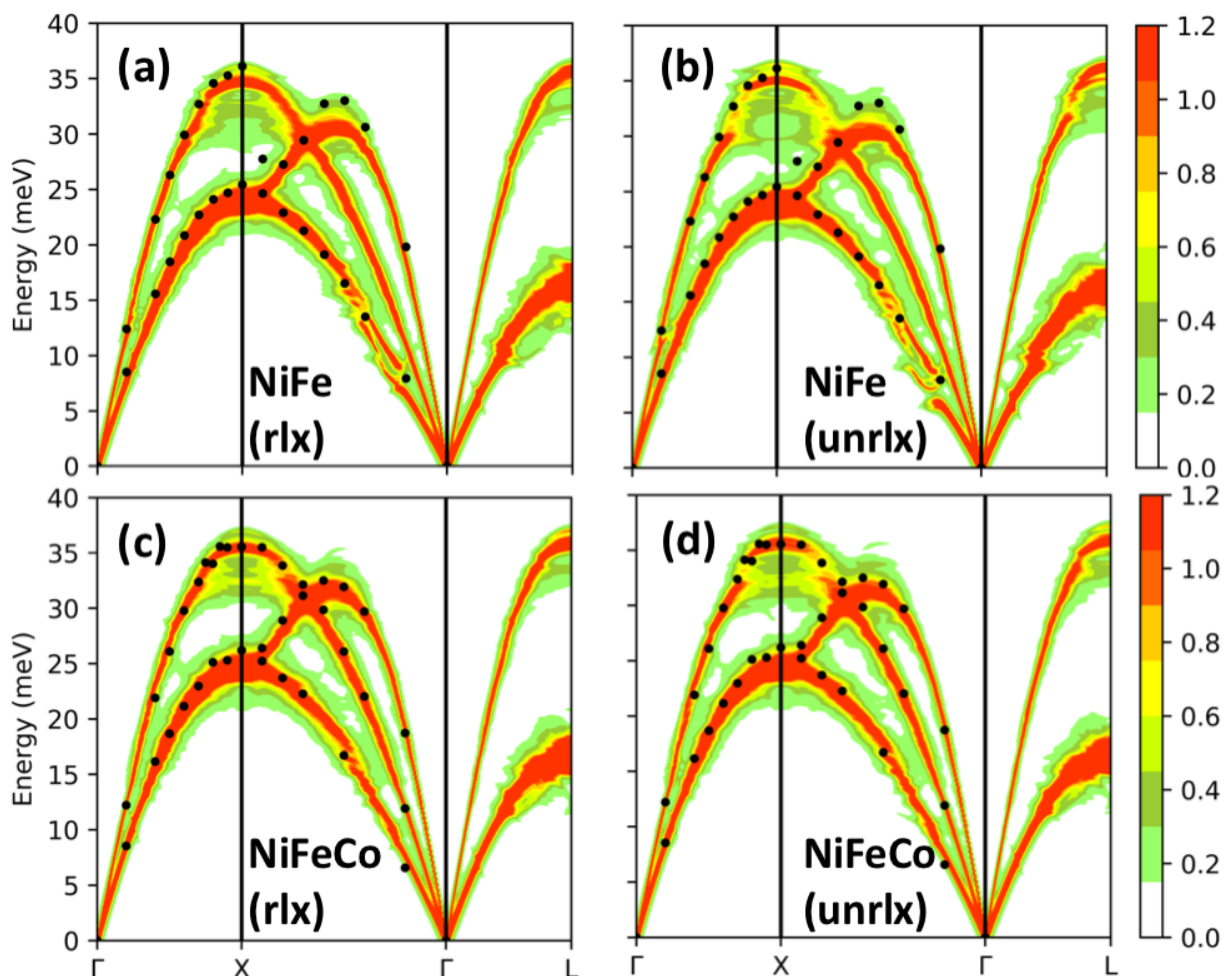 40
35
30
25
20
15
10
5
0
Energy (meV)
(a)
NiFe
(rlx)
(b)
NiFe
(unrlx)
1.2
1.0
0.8
0.6
0.4
0.2
0.0
40
35
30
25
20
15
10
5
0
Energy (meV)
(c)
NiFeCo
(rlx)
(d)
NiFeCo
(unrlx)
1.2
1.0
0.8
0.6
0.4
0.2
0.0
Γ X Γ L
Γ X Γ L